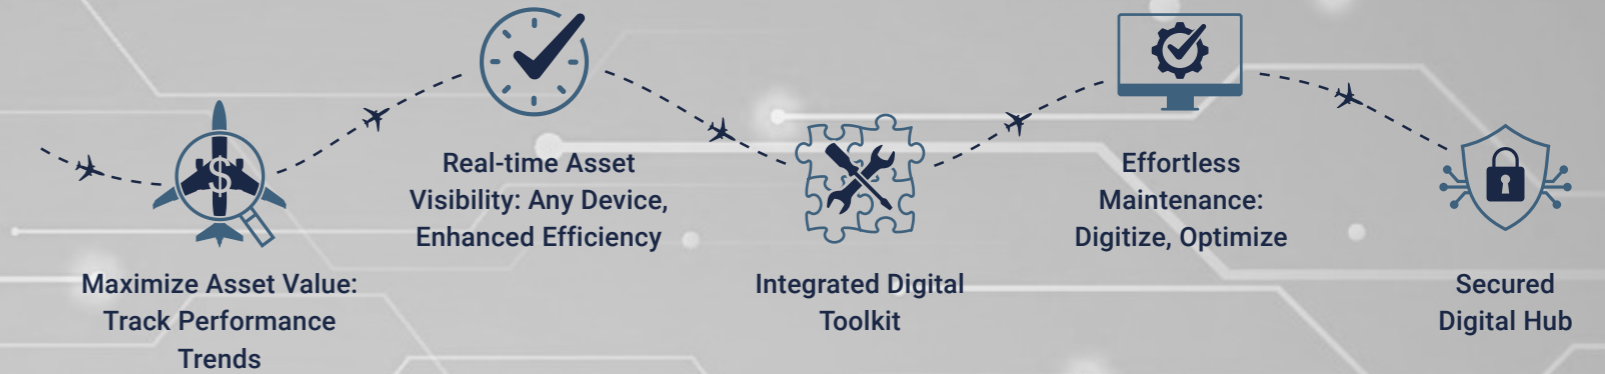 Maximize Asset Value:
Track Performance
Trends
Real-time Asset
Visibility: Any Device,
Enhanced Efficiency
Integrated Digital
Toolkit
Effortless
Maintenance:
Digitize, Optimize
Secured
Digital Hub
$